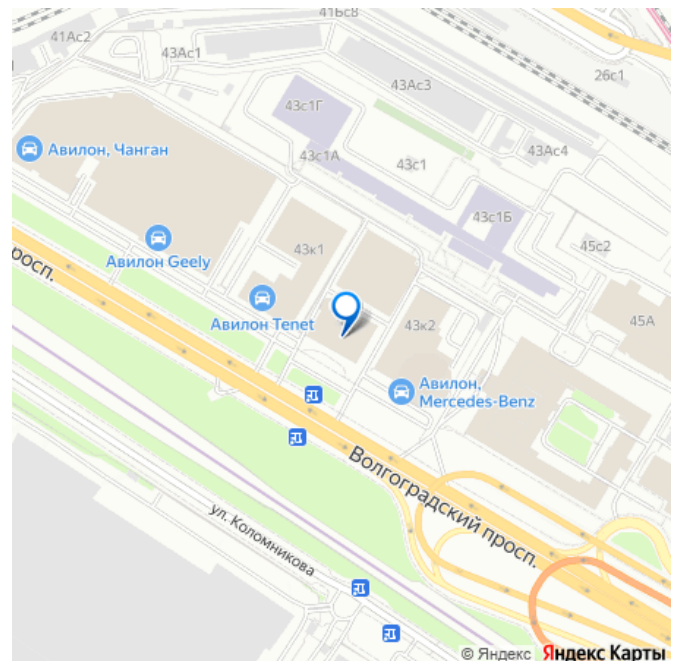 41Бс8
41Ас2
43Ас1
26с1
43Ас3
43с1Г
Авилон, Чанган
43с1А
43с1
43Ас4
43с1Б
45с2
43к1
Авилон Geely
просп.
45А
Авилон Tenet
43к2
Авилон,
Mercedes-Benz
Волгоградский просп.
ул. Коломникова
© Яндекс Яндекс Карты